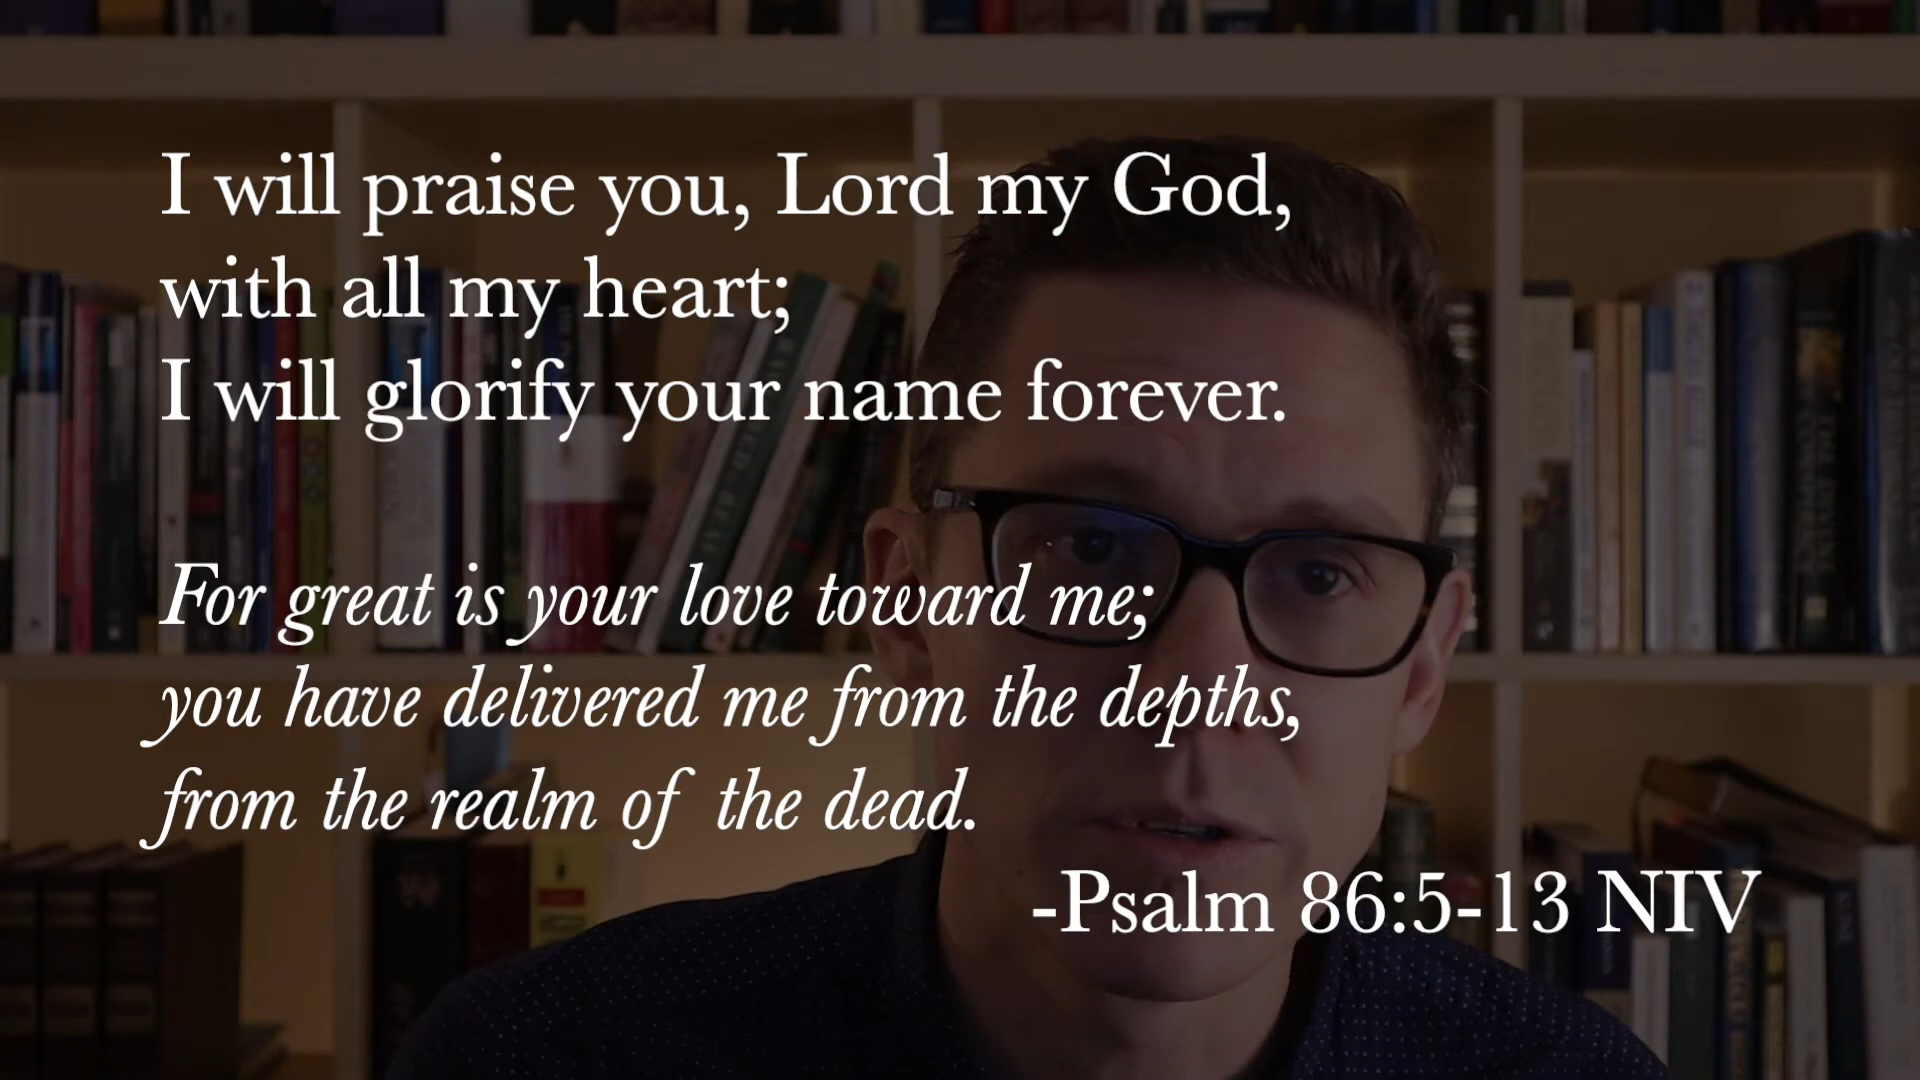 I will praise you, Lord my God,
with all my heart;
I will glorify your name forever.
For great is your love toward me;
you have delivered me from the depths,
from the realm of the dead.
-Psalm 86:5-13 NIV